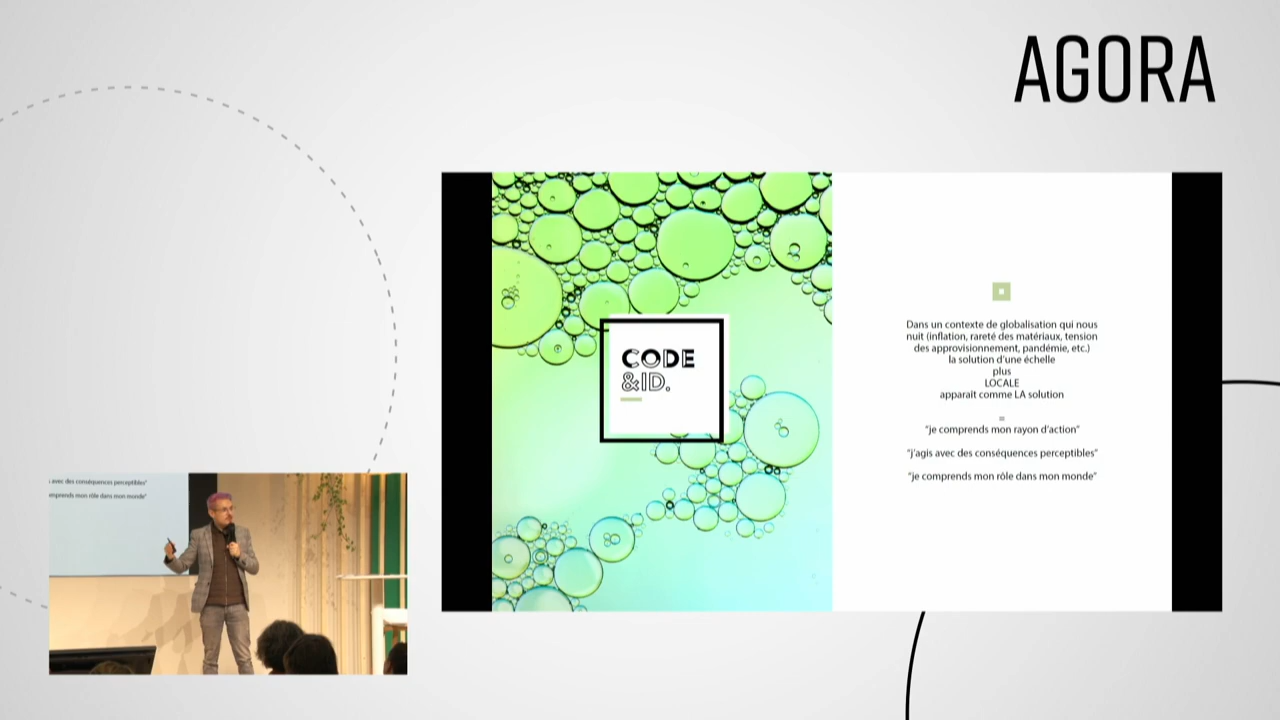 AGORA
CODE
&ID.
Dans un contexte de globalisation qui nous
nuit (inflation, rareté des matériaux, tension
des approvisionnement, pandémie, etc.)
la solution d'une échelle
plus
LOCALE
apparait comme LA solution
=
"je comprends mon rayon d'action"
"j'agis avec des conséquences perceptibles"
"je comprends mon rôle dans mon monde"
avec des conséquences perceptibles"
mprends mon rôle dans mon monde"